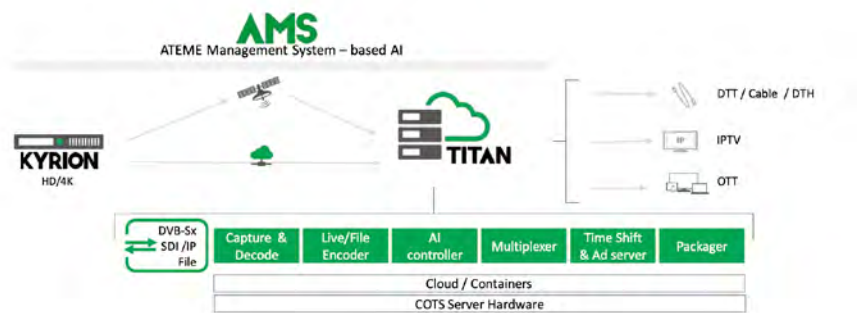 AMS
ATEME Management System – based AI
KYRION
HD/4K
TITAN
DTT / Cable / DTH
IP
IPTV
OTT
DVB-Sx
SDI /IP
File
Capture &
Decode
Live/File
Encoder
AI
controller
Multiplexer
Time Shift
& Ad server
Packager
Cloud / Containers
COTS Server Hardware